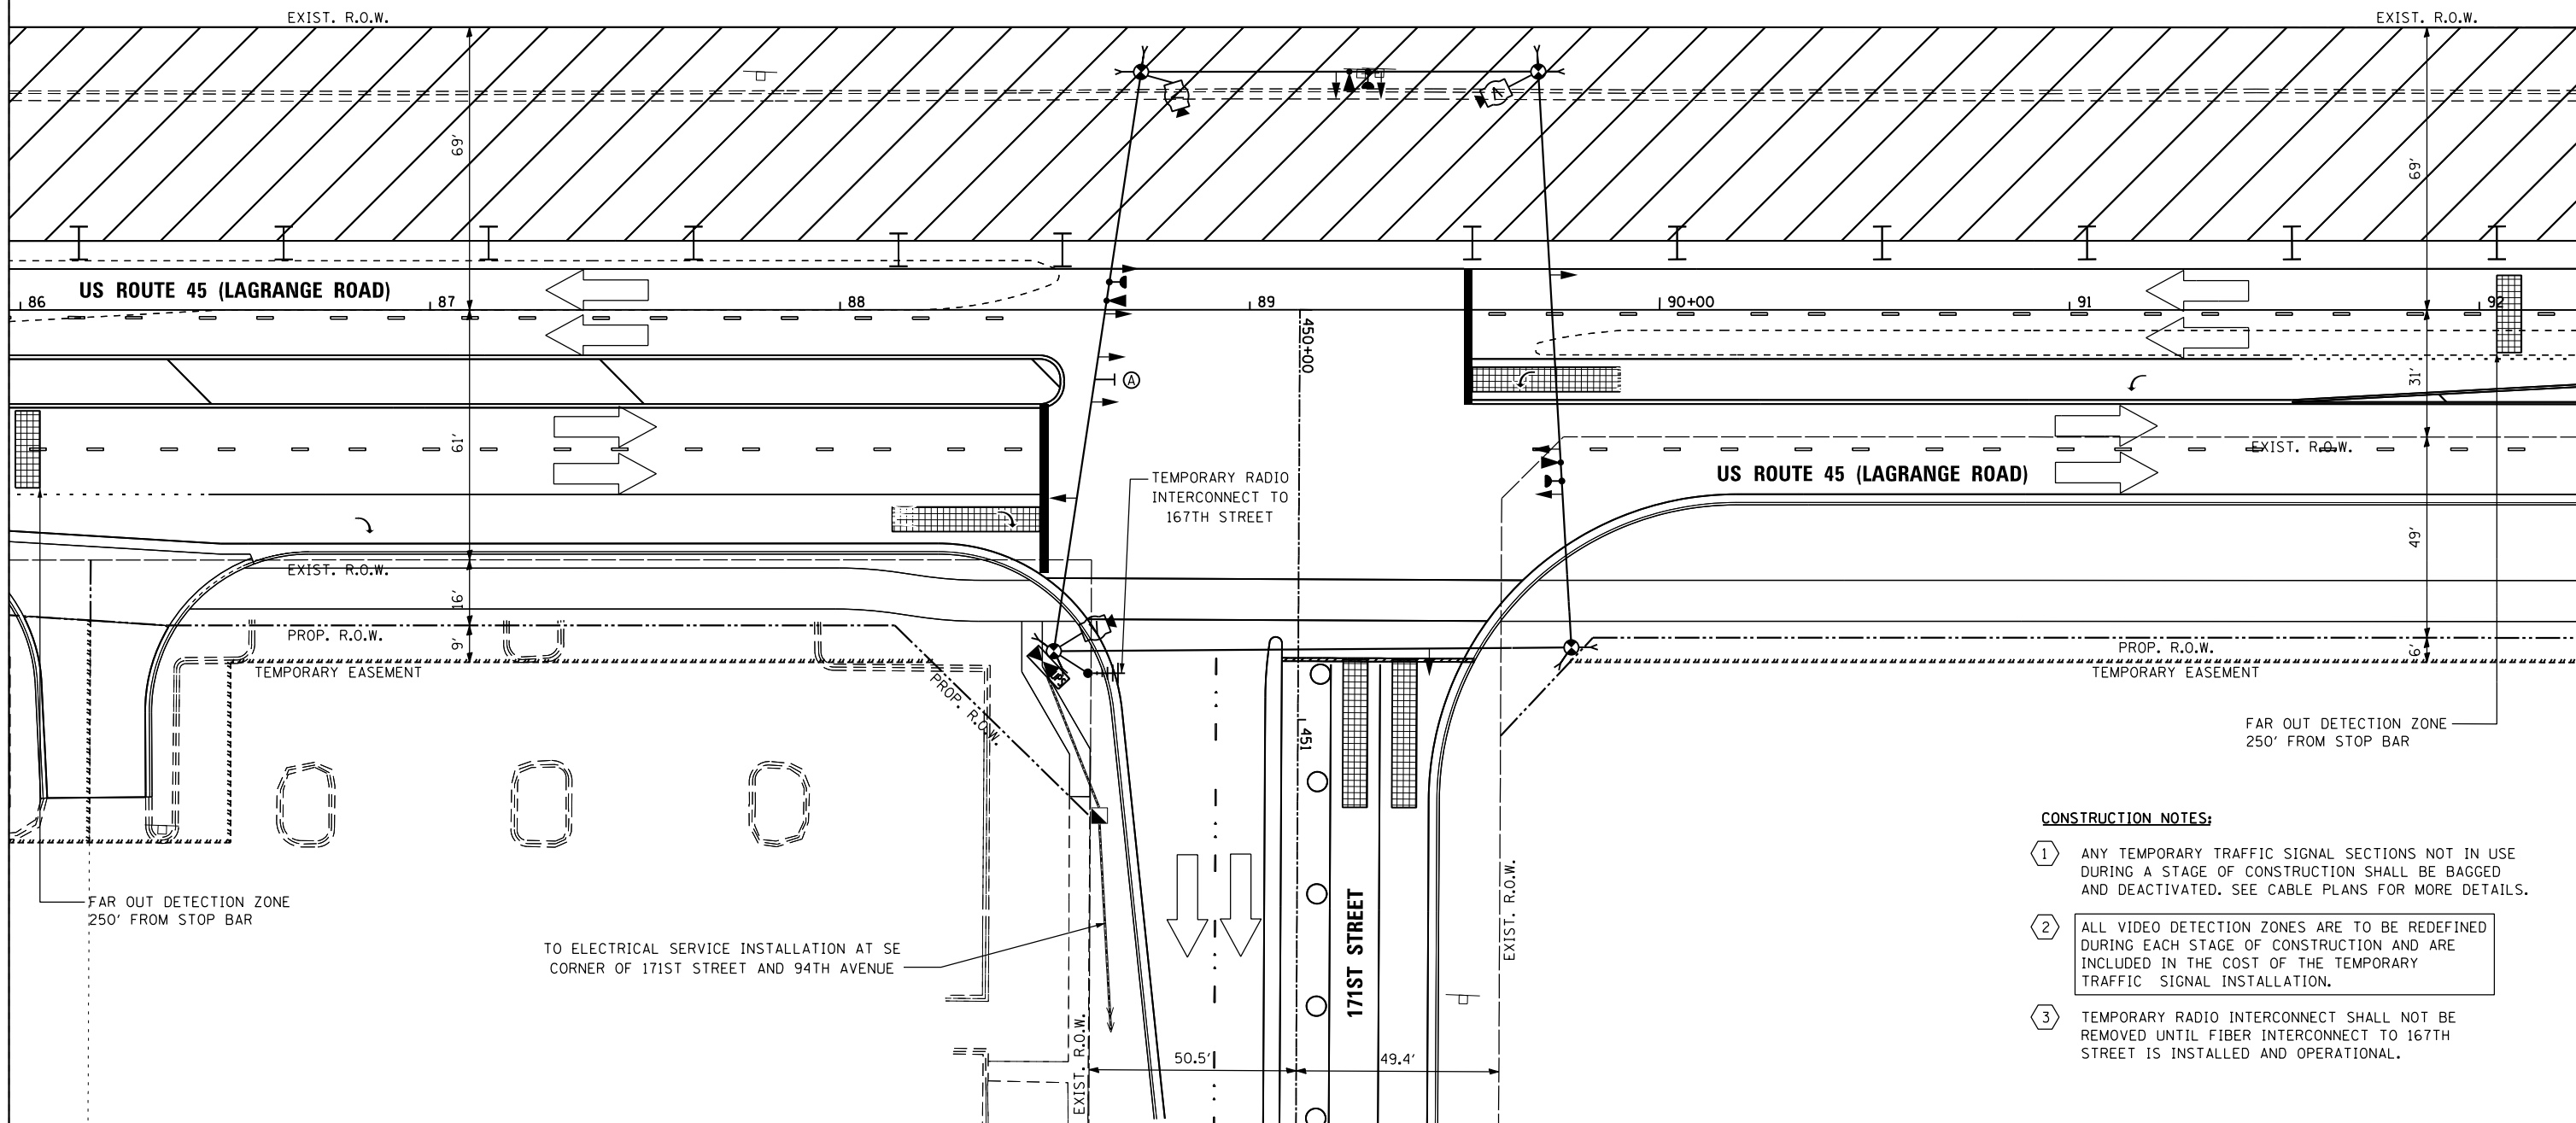 EXIST. R.O.W.
EXIST. R.O.W.
69'
69'
US ROUTE 45 (LAGRANGE ROAD)
86
87
88
89
90+00
91
92
450+00
A
31'
61'
EXIST. R.O.W.
US ROUTE 45 (LAGRANGE ROAD)
TEMPORARY RADIO
INTERCONNECT TO
167TH STREET
49'
EXIST. R.O.W.
16'
PROP. R.O.W.
9'
TEMPORARY EASEMENT
PROP. R.O.W.
PROP. R.O.W.
6'
TEMPORARY EASEMENT
451
FAR OUT DETECTION ZONE
250' FROM STOP BAR
FAR OUT DETECTION ZONE
250' FROM STOP BAR
TO ELECTRICAL SERVICE INSTALLATION AT SE
CORNER OF 171ST STREET AND 94TH AVENUE
171ST STREET
EXIST. R.O.W.
EXIST. R.O.W.
50.5'
49.4'
CONSTRUCTION NOTES:
1 ANY TEMPORARY TRAFFIC SIGNAL SECTIONS NOT IN USE
DURING A STAGE OF CONSTRUCTION SHALL BE BAGGED
AND DEACTIVATED. SEE CABLE PLANS FOR MORE DETAILS.
2 ALL VIDEO DETECTION ZONES ARE TO BE REDEFINED
DURING EACH STAGE OF CONSTRUCTION AND ARE
INCLUDED IN THE COST OF THE TEMPORARY
TRAFFIC SIGNAL INSTALLATION.
3 TEMPORARY RADIO INTERCONNECT SHALL NOT BE
REMOVED UNTIL FIBER INTERCONNECT TO 167TH
STREET IS INSTALLED AND OPERATIONAL.